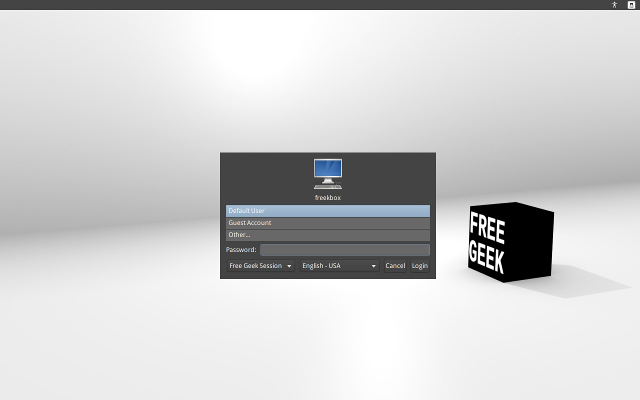 freekbox
Default User
Guest Account
Other...
Password:
Free Geek Session English - USA Cancel Login
FREE
GEEK